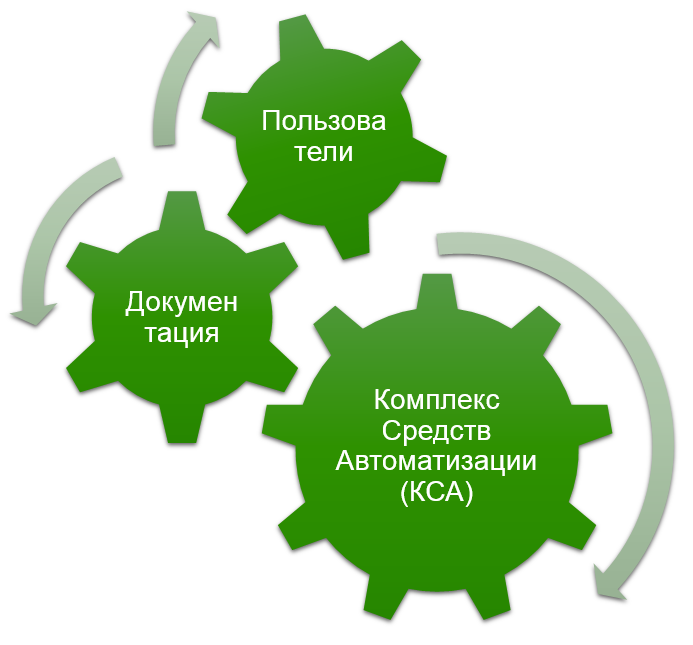 Пользова
тели
Докумен
тация
Комплекс
Средств
Автоматизации
(КСА)